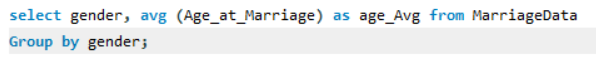 select gender, avg (Age_at_Marriage) as age_Avg from MarriageData
Group by gender;